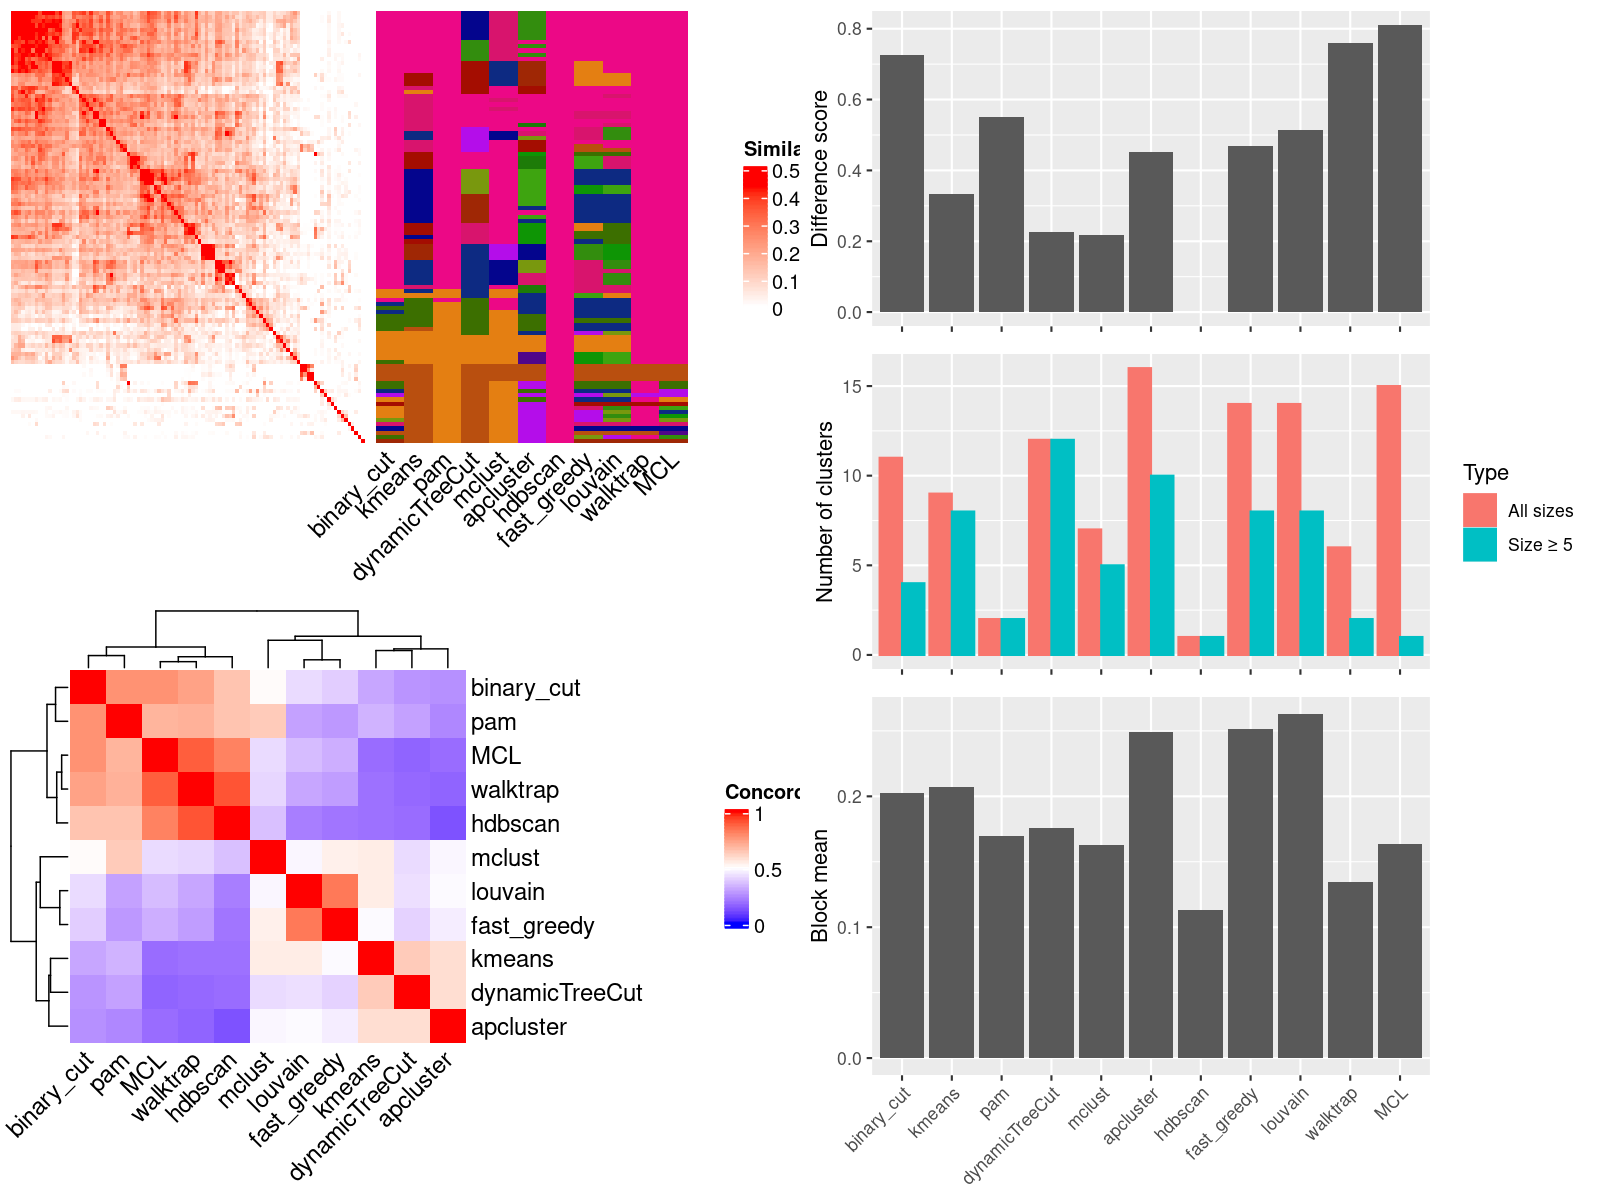 Simila
0.5
0.4
0.3
0.2
0.1
0
binary_cut
kmeans
pam
dynamicTreeCut
mclust
apcluster
hdbscan
fast_greedy
louvain
walktrap
MCL
binary_cut
pam
MCL
walktrap
hdbscan
mclust
louvain
fast_greedy
kmeans
dynamicTreeCut
apcluster
binary_cut
pam
MCL
walktrap
hdbscan
mclust
louvain
fast_greedy
kmeans
dynamicTreeCut
apcluster
Concord
1
0.5
0
Difference score
0.8
0.6
0.4
0.2
0.0
Number of clusters
15
10
5
0
Type
All sizes
Size ≥ 5
Block mean
0.2
0.1
0.0
binary_cut
kmeans
pam
dynamicTreeCut
mclust
apcluster
hdbscan
fast_greedy
louvain
walktrap
MCL